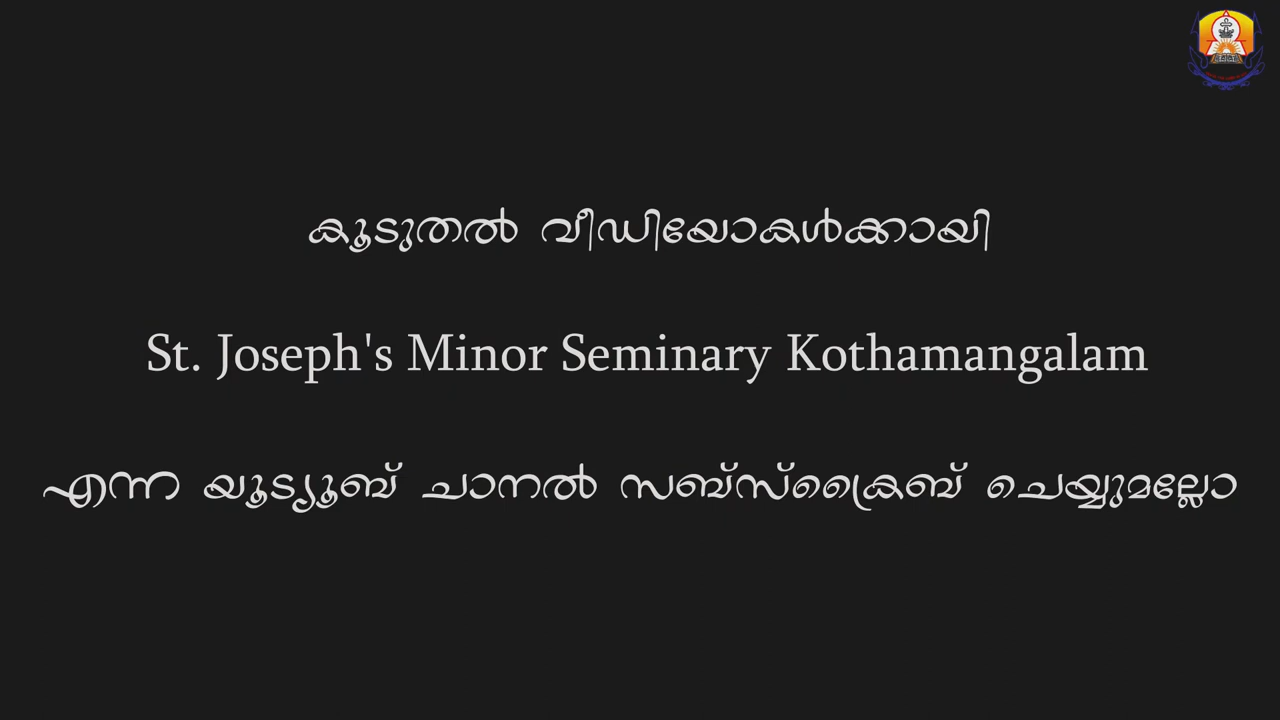 കൂടുതൽ വീഡിയോകൾക്കായി
St. Joseph's Minor Seminary Kothamangalam
എന്ന യൂട്യൂബ് ചാനൽ സബ്സ്ക്രൈബ് ചെയ്യുമല്ലോ